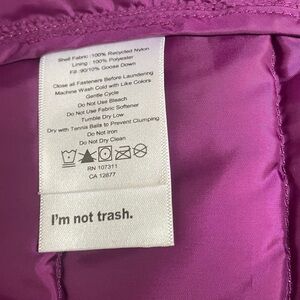 Shell Fabric :100% Recycled Nylon
Lining : 100% Polyester
Fill :90/10% Goose Down
Close all Fasteners Before Laundering
Machine Wash Cold with Like Colors
Gentle Cycle
Do Not Use Bleach
Do Not Use Fabric Softener
Tumble Dry Low
Dry with Tennis Balls to Prevent Clumping
Do Not Iron
Do Not Dry Clean
RN 107311
CA 12877
I'm not trash.